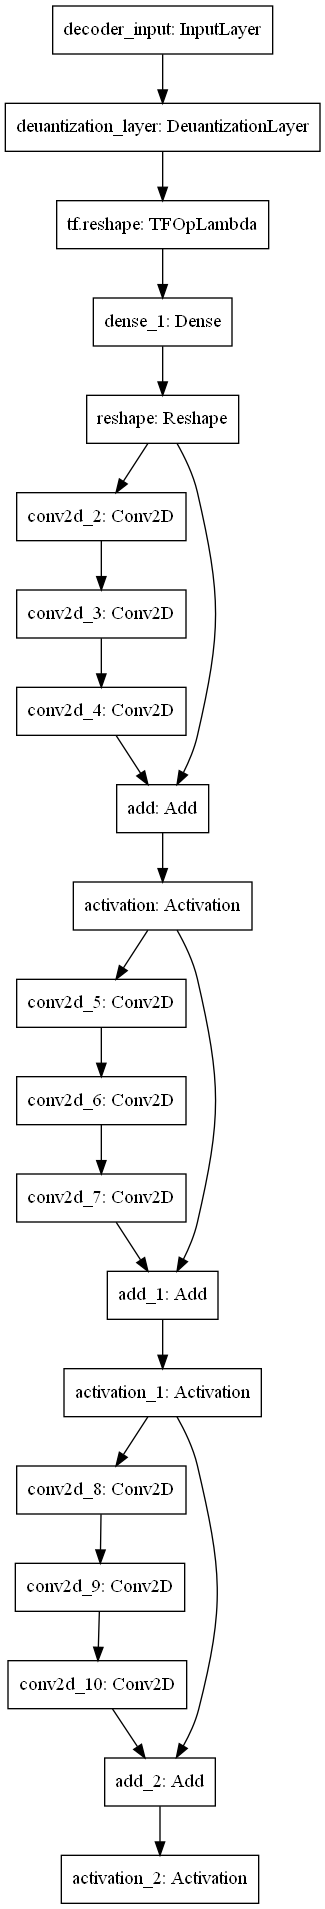 decoder_input: InputLayer
deuantization_layer: DeuantizationLayer
tf.reshape: TFOpLambda
dense_1: Dense
reshape: Reshape
conv2d_2: Conv2D
conv2d_3: Conv2D
conv2d_4: Conv2D
add: Add
activation: Activation
conv2d_5: Conv2D
conv2d_6: Conv2D
conv2d_7: Conv2D
add_1: Add
activation_1: Activation
conv2d_8: Conv2D
conv2d_9: Conv2D
conv2d_10: Conv2D
add_2: Add
activation_2: Activation